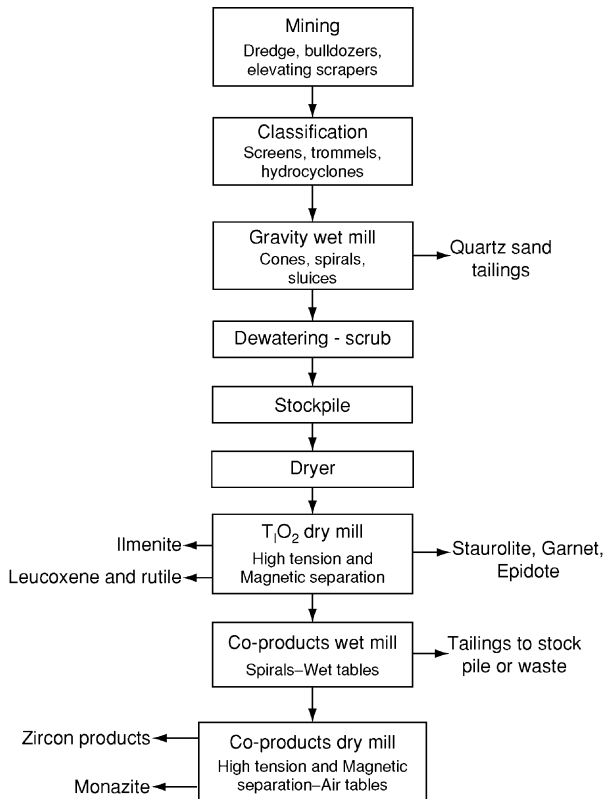 Mining
Dredge, bulldozers,
elevating scrapers
Classification
Screens, trommels,
hydrocyclones
Gravity wet mill
Cones, spirals,
sluices
Quartz sand
tailings
Dewatering - scrub
Stockpile
Dryer
TIO2 dry mill
High tension and
Magnetic separation
Ilmenite
Leucoxene and rutile
Staurolite, Garnet,
Epidote
Co-products wet mill
Spirals–Wet tables
Tailings to stock
pile or waste
Co-products dry mill
High tension and Magnetic
separation–Air tables
Zircon products
Monazite